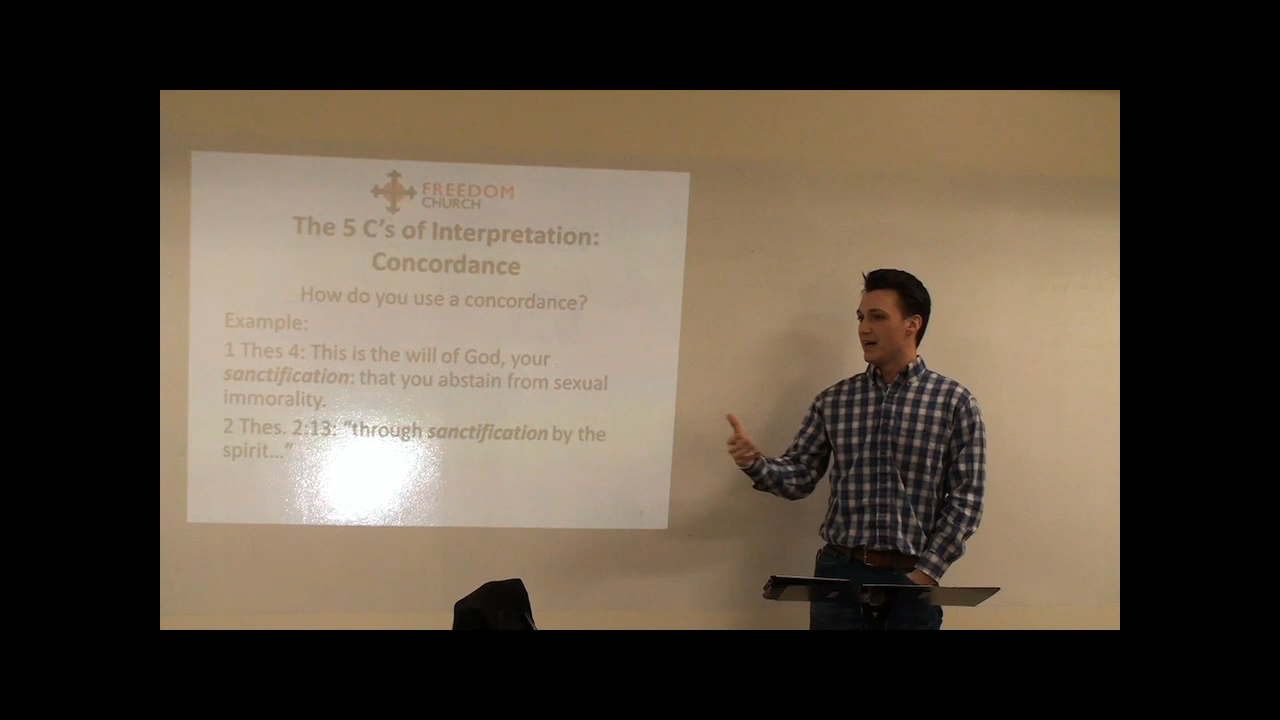 FREEDOM
CHURCH
The 5 C's of Interpretation:
Concordance
How do you use a concordance?
Example:
1 Thes 4: This is the will of God, your
sanctification: that you abstain from sexual
immorality.
2 Thes. 2:13: "through sanctification by the
spirit..."